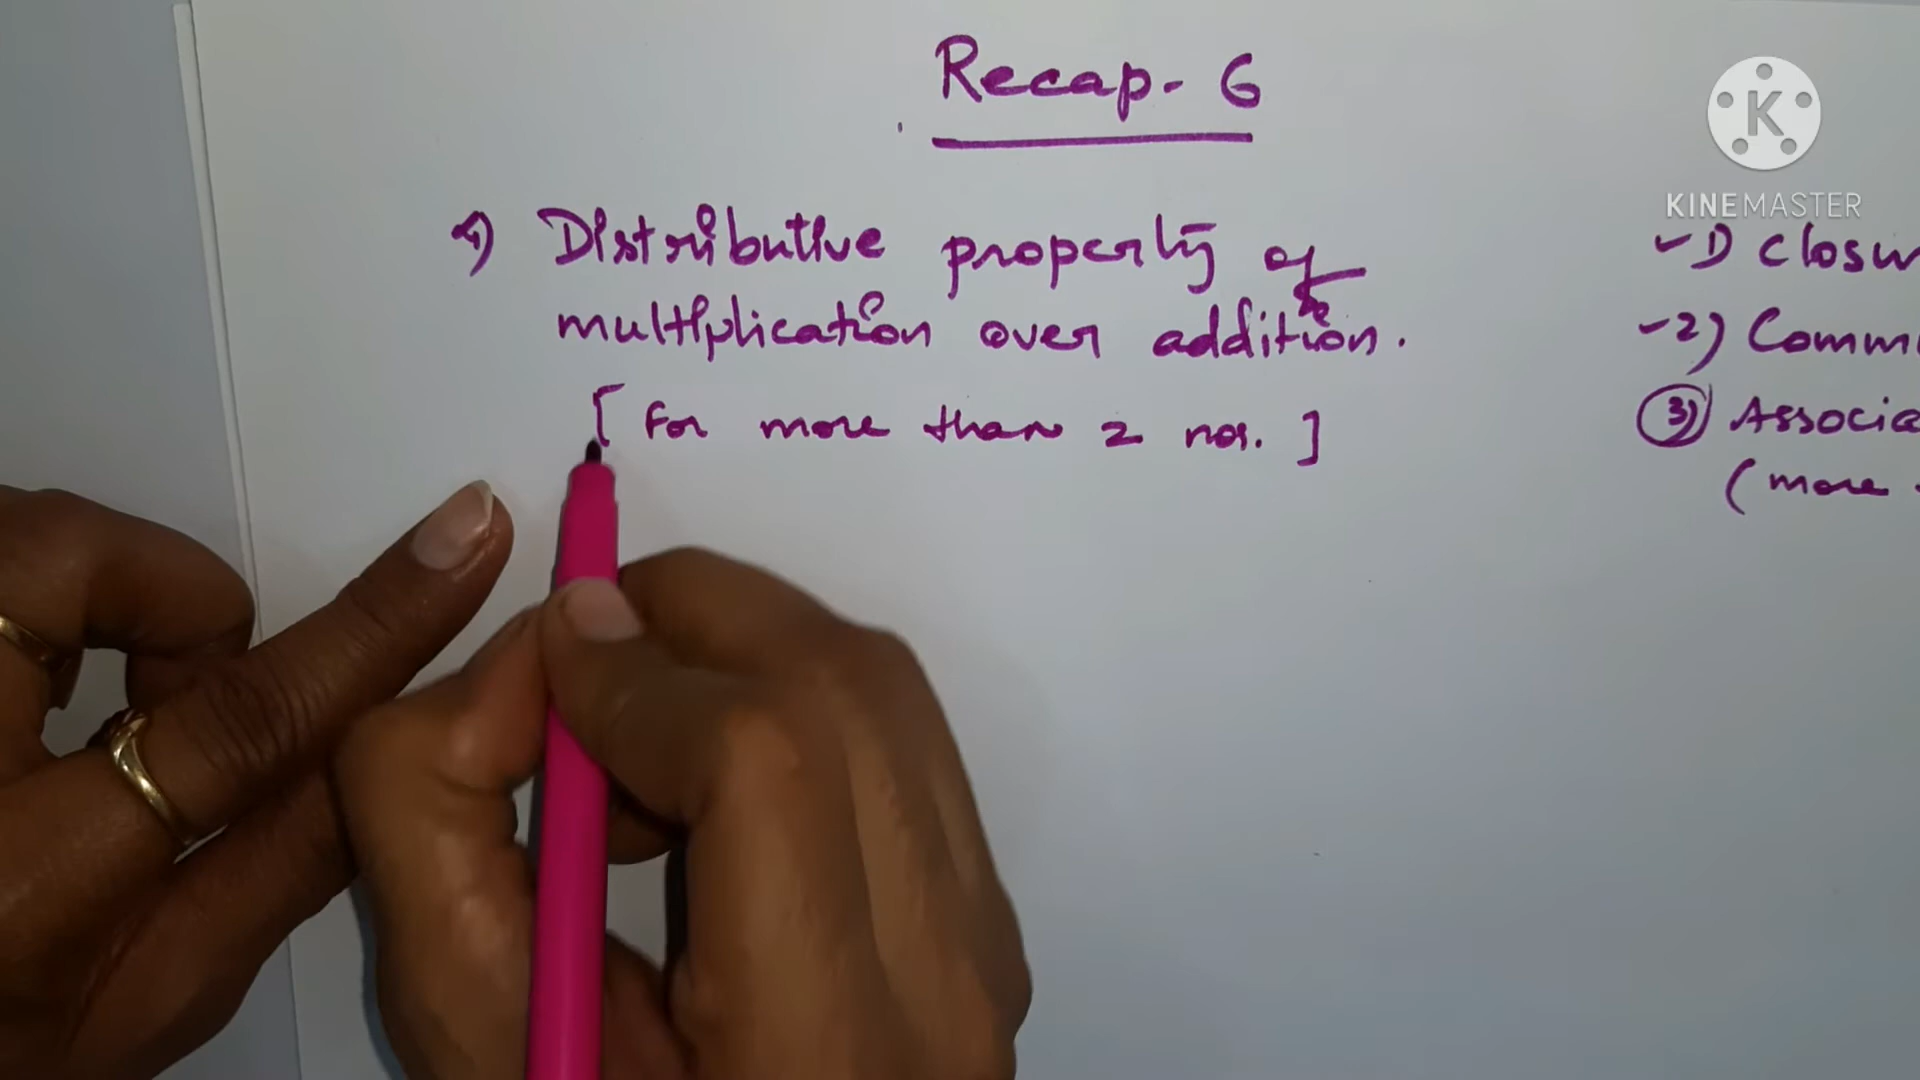 Recap - 6
4) Distributive property of
multiplication over addition.
[ For more than 2 nos. ]
1) Closur
2) Comm
3) Associa
(more
K
KINEMASTER